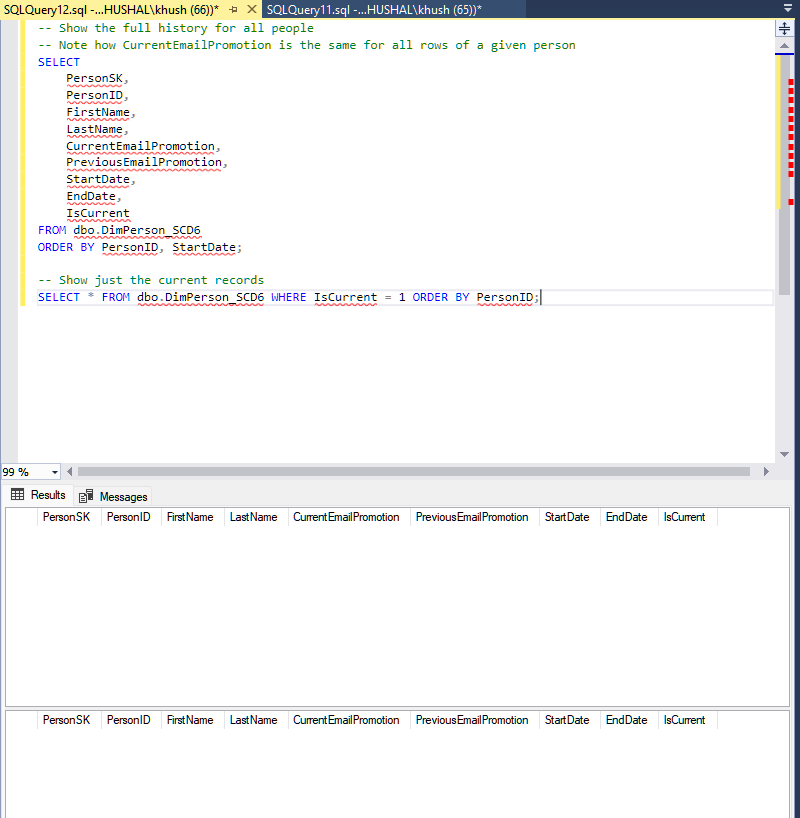 SQLQuery12.sql -...HUSHAL\khush (66))* SQLQuery11.sql -...HUSHAL\khush (65))*
-- Show the full history for all people
-- Note how CurrentEmailPromotion is the same for all rows of a given person
SELECT
PersonSK,
PersonID,
FirstName,
LastName,
CurrentEmailPromotion,
PreviousEmailPromotion,
StartDate,
EndDate,
IsCurrent
FROM dbo.DimPerson_SCD6
ORDER BY PersonID, StartDate;
-- Show just the current records
SELECT * FROM dbo.DimPerson_SCD6 WHERE IsCurrent = 1 ORDER BY PersonID;
99 %
Results Messages
PersonSK PersonID FirstName LastName CurrentEmailPromotion PreviousEmailPromotion StartDate EndDate IsCurrent
PersonSK PersonID FirstName LastName CurrentEmailPromotion PreviousEmailPromotion StartDate EndDate IsCurrent